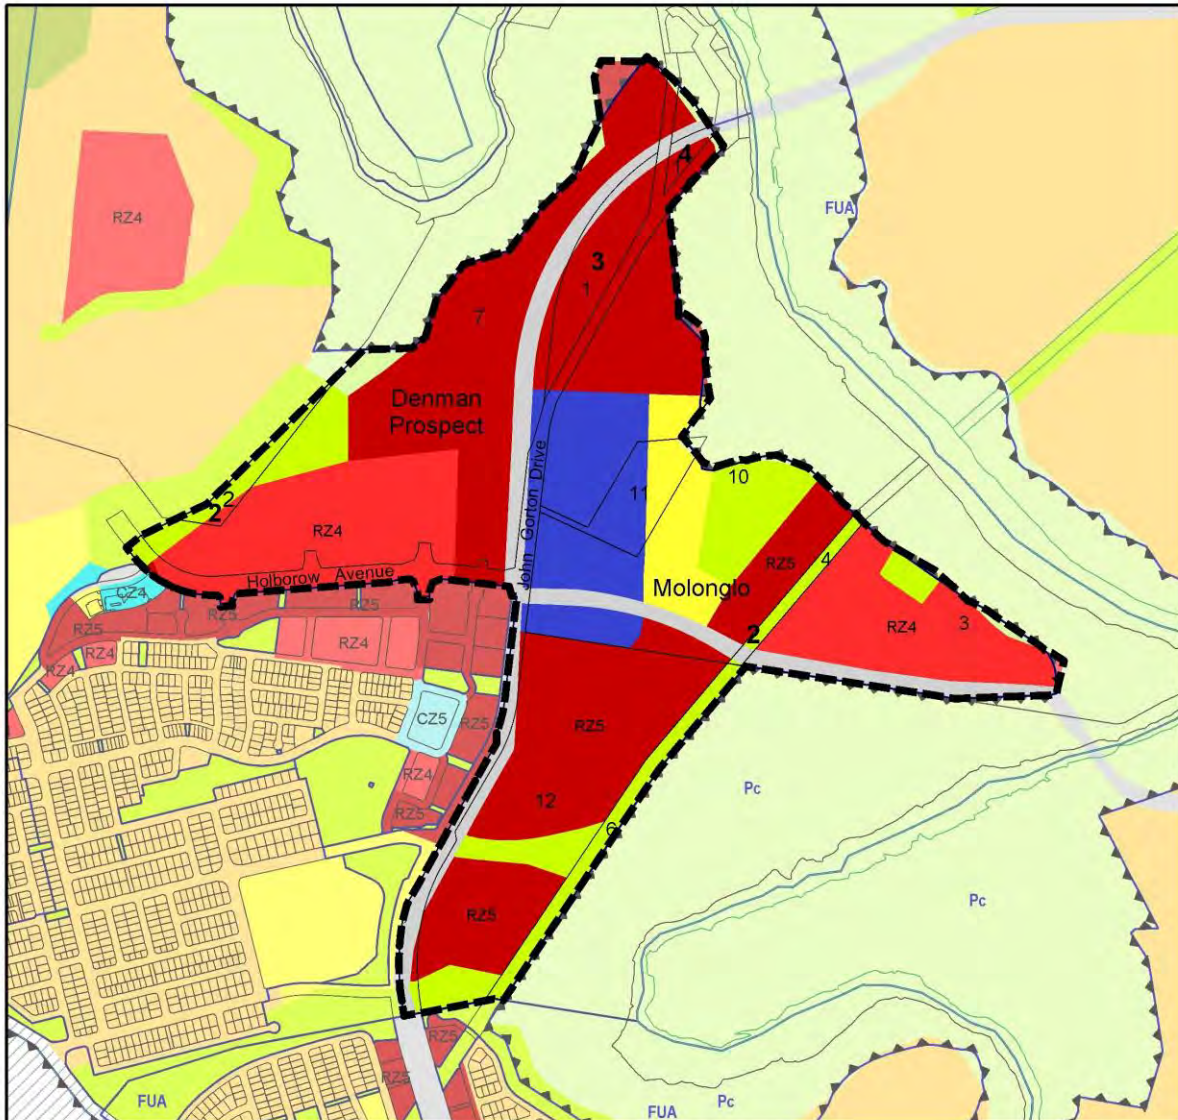 4
RZ4
FUA
3
1
7
Denman
Prospect
John Gorton Drive
10
11
2
2
RZ4
RZ5
4
Holborow Avenue
Molonglo
CZ4
RZ5
RZ5
RZ5
2
RZ4
3
RZ4
RZ4
RZ4
CZ5
RZ5
RZ5
RZ4
Pc
12
RZ5
6
RZ5
Pc
RZ5
RZ5
FUA
FUA
Pc